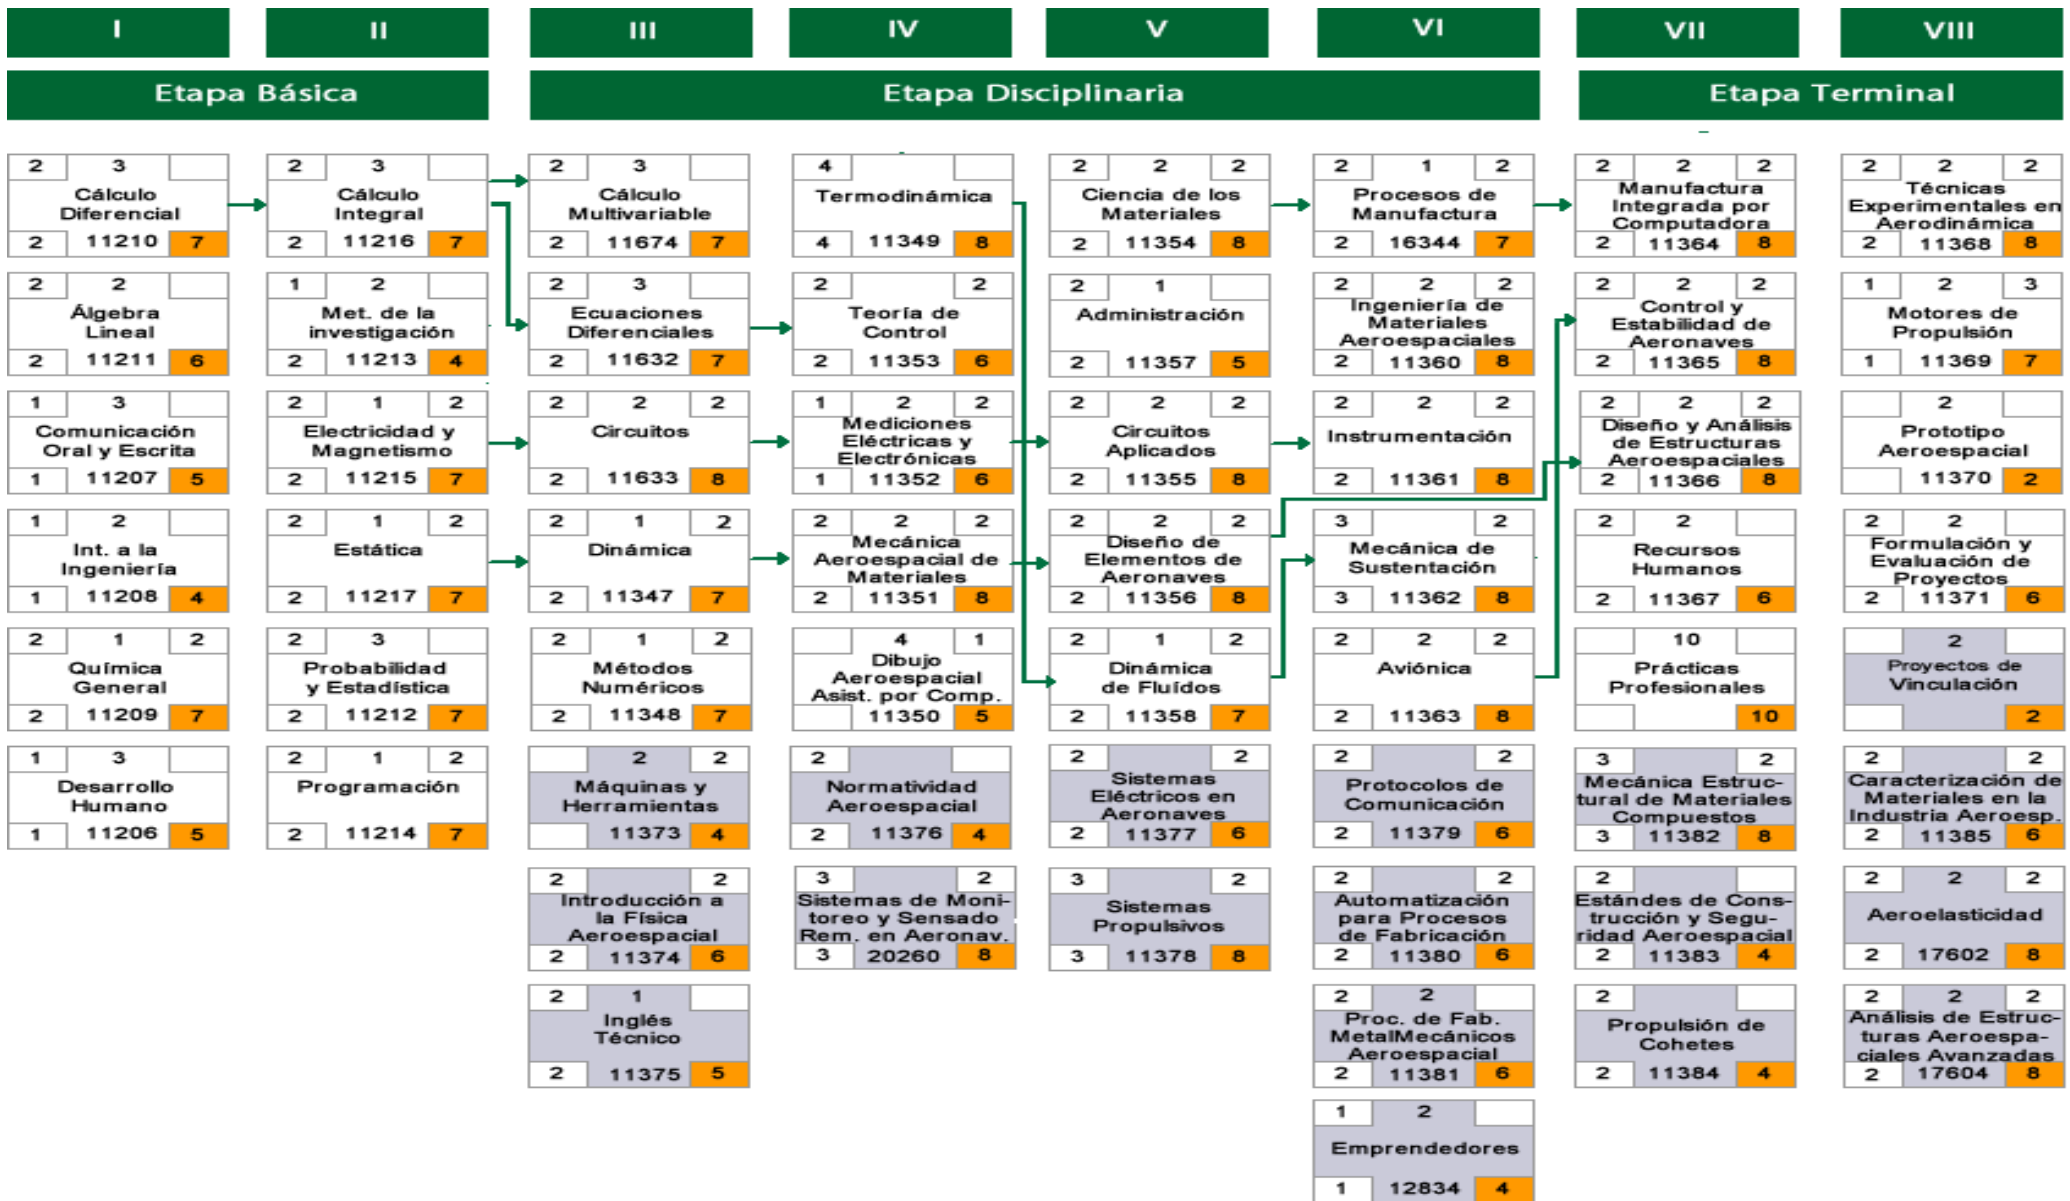 I II III IV V VI VII VIII
Etapa Básica Etapa Disciplinaria Etapa Terminal
2 3
Cálculo
Diferencial
2 11210 7
2 2
Álgebra
Lineal
2 11211 6
1 3
Comunicación
Oral y Escrita
1 11207 5
1 2
Int. a la
Ingeniería
1 11208 4
2 1 2
Química
General
2 11209 7
1 3
Desarrollo
Humano
1 11206 5
2 3
Cálculo
Integral
2 11216 7
1 2
Met. de la
investigación
2 11213 4
2 1 2
Electricidad y
Magnetismo
2 11215 7
2 1 2
Estática
2 11217 7
2 3
Probabilidad
y Estadística
2 11212 7
2 1 2
Programación
2 11214 7
2 3
Cálculo
Multivariable
2 11674 7
2 3
Ecuaciones
Diferenciales
2 11632 7
2 2 2
Circuitos
2 11633 8
2 1 2
Dinámica
2 11347 7
2 1 2
Métodos
Numéricos
2 11348 7
2 2
Máquinas y
Herramientas
11373 4
2 2
Introducción a
la Física
Aeroespacial
2 11374 6
2 1
Inglés
Técnico
2 11375 5
4
Termodinámica
4 11349 8
2 2
Teoría de
Control
2 11353 6
1 2 2
Mediciones
Eléctricas y
Electrónicas
1 11352 6
2 2 2
Mecánica
Aeroespacial de
Materiales
2 11351 8
4 1
Dibujo
Aeroespacial
Asist. por Comp.
11350 5
2
Normatividad
Aeroespacial
2 11376 4
3 2
Sistemas de Moni-
toreo y Sensado
Rem. en Aeronav.
3 20260 8
2 2 2
Ciencia de los
Materiales
2 11354 8
2 1
Administración
2 11357 5
2 2 2
Circuitos
Aplicados
2 11355 8
2 2 2
Diseño de
Elementos de
Aeronaves
2 11356 8
2 1 2
Dinámica
de Fluídos
2 11358 7
2 2
Sistemas
Eléctricos en
Aeronaves
2 11377 6
3 2
Sistemas
Propulsivos
3 11378 8
2 1 2
Procesos de
Manufactura
2 16344 7
2 2 2
Ingeniería de
Materiales
Aeroespaciales
2 11360 8
2 2 2
Instrumentación
2 11361 8
3 2
Mecánica de
Sustentación
3 11362 8
2 2 2
Aviónica
2 11363 8
2 2
Protocolos de
Comunicación
2 11379 6
2 2
Automatización
para Procesos
de Fabricación
2 11380 6
2 2
Proc. de Fab.
MetalMecánicos
Aeroespacial
2 11381 6
1 2
Emprendedores
1 12834 4
2 2 2
Manufactura
Integrada por
Computadora
2 11364 8
2 2 2
Control y
Estabilidad de
Aeronaves
2 11365 8
2 2 2
Diseño y Análisis
de Estructuras
Aeroespaciales
2 11366 8
2 2
Recursos
Humanos
2 11367 6
10
Prácticas
Profesionales
10
3 2
Mecánica Estruc-
tural de Materiales
Compuestos
3 11382 8
2
Estándes de Cons-
trucción y Segu-
ridad Aeroespacial
2 11383 4
2
Propulsión de
Cohetes
2 11384 4
2 2 2
Técnicas
Experimentales en
Aerodinámica
2 11368 8
1 2 3
Motores de
Propulsión
1 11369 7
2
Prototipo
Aeroespacial
11370 2
2 2
Formulación y
Evaluación de
Proyectos
2 11371 6
2
Proyectos de
Vinculación
2
2 2
Caracterización de
Materiales en la
Industria Aeroesp.
2 11385 6
2 2 2
Aeroelasticidad
2 17602 8
2 2 2
Análisis de Estruc-
turas Aeroespa-
ciales Avanzadas
2 17604 8